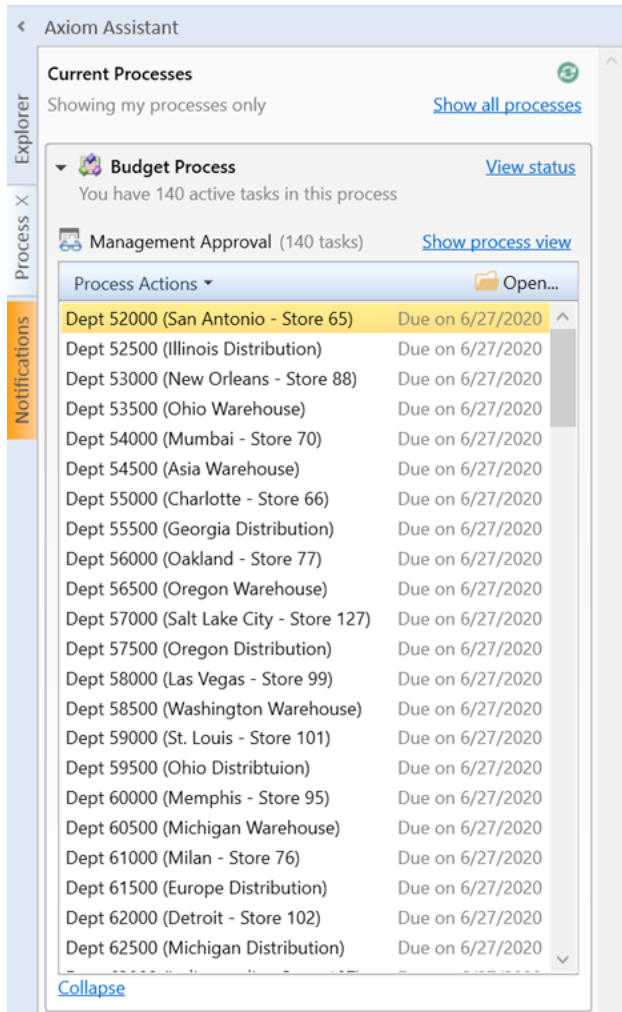 Axiom Assistant
Explorer
Process
Notifications
Current Processes
Showing my processes only Show all processes
Budget Process View status
You have 140 active tasks in this process
Management Approval (140 tasks) Show process view
Process Actions Open...
Dept 52000 (San Antonio - Store 65) Due on 6/27/2020
Dept 52500 (Illinois Distribution) Due on 6/27/2020
Dept 53000 (New Orleans - Store 88) Due on 6/27/2020
Dept 53500 (Ohio Warehouse) Due on 6/27/2020
Dept 54000 (Mumbai - Store 70) Due on 6/27/2020
Dept 54500 (Asia Warehouse) Due on 6/27/2020
Dept 55000 (Charlotte - Store 66) Due on 6/27/2020
Dept 55500 (Georgia Distribution) Due on 6/27/2020
Dept 56000 (Oakland - Store 77) Due on 6/27/2020
Dept 56500 (Oregon Warehouse) Due on 6/27/2020
Dept 57000 (Salt Lake City - Store 127) Due on 6/27/2020
Dept 57500 (Oregon Distribution) Due on 6/27/2020
Dept 58000 (Las Vegas - Store 99) Due on 6/27/2020
Dept 58500 (Washington Warehouse) Due on 6/27/2020
Dept 59000 (St. Louis - Store 101) Due on 6/27/2020
Dept 59500 (Ohio Distribtuion) Due on 6/27/2020
Dept 60000 (Memphis - Store 95) Due on 6/27/2020
Dept 60500 (Michigan Warehouse) Due on 6/27/2020
Dept 61000 (Milan - Store 76) Due on 6/27/2020
Dept 61500 (Europe Distribution) Due on 6/27/2020
Dept 62000 (Detroit - Store 102) Due on 6/27/2020
Dept 62500 (Michigan Distribution) Due on 6/27/2020
Collapse